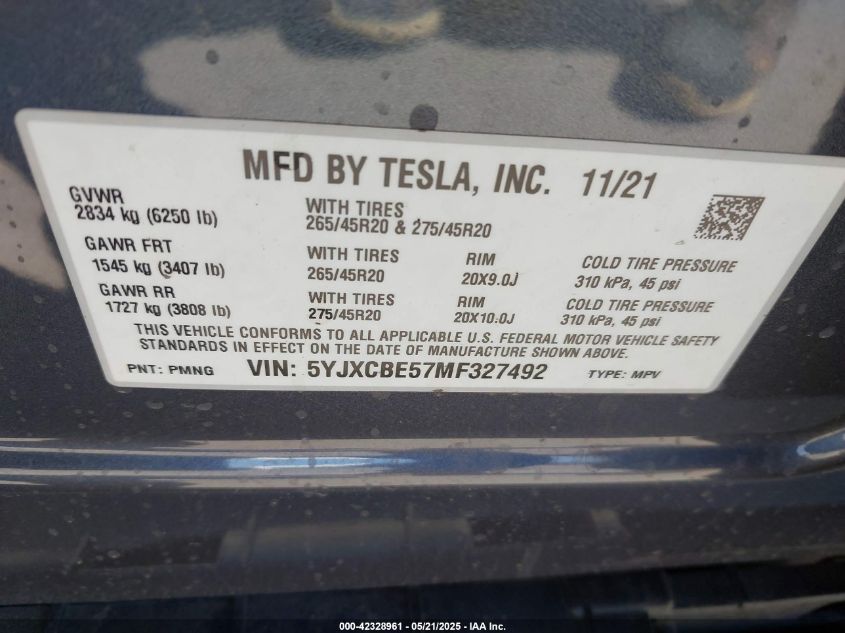 MFD BY TESLA, INC. 11/21
GVWR
2834 kg (6250 lb)
WITH TIRES
265/45R20 & 275/45R20
GAWR FRT
1545 kg (3407 lb)
WITH TIRES
265/45R20
RIM
20X9.0J
COLD TIRE PRESSURE
310 kPa, 45 psi
GAWR RR
1727 kg (3808 lb)
WITH TIRES
275/45R20
RIM
20X10.0J
COLD TIRE PRESSURE
310 kPa, 45 psi
THIS VEHICLE CONFORMS TO ALL APPLICABLE U.S. FEDERAL MOTOR VEHICLE SAFETY
STANDARDS IN EFFECT ON THE DATE OF MANUFACTURE SHOWN ABOVE.
PNT: PMNG VIN: 5YJXCBE57MF327492 TYPE: MPV
000-42328961 - 05/21/2025 - IAA Inc.